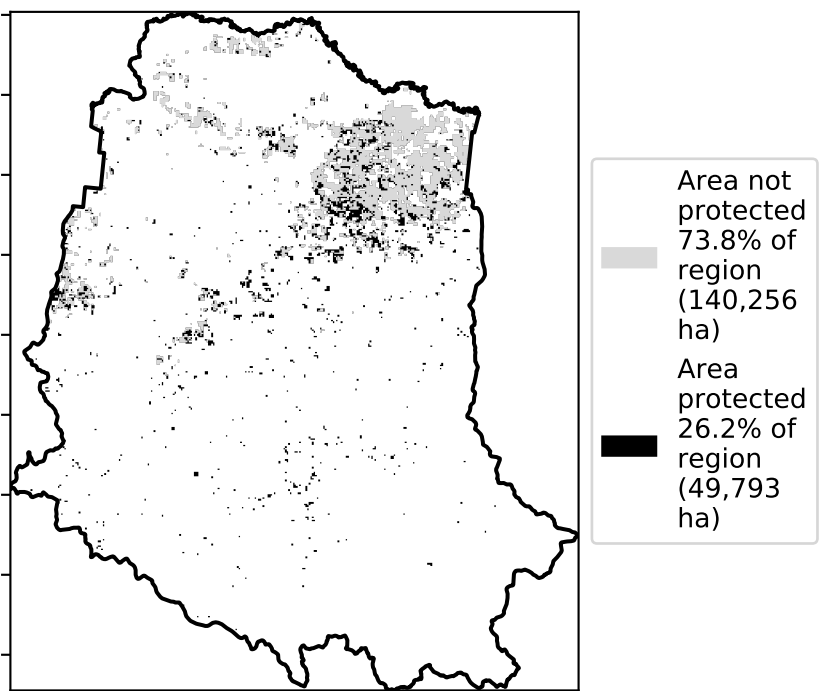 Area not
protected
73.8% of
region
(140,256
ha)
Area
protected
26.2% of
region
(49,793
ha)